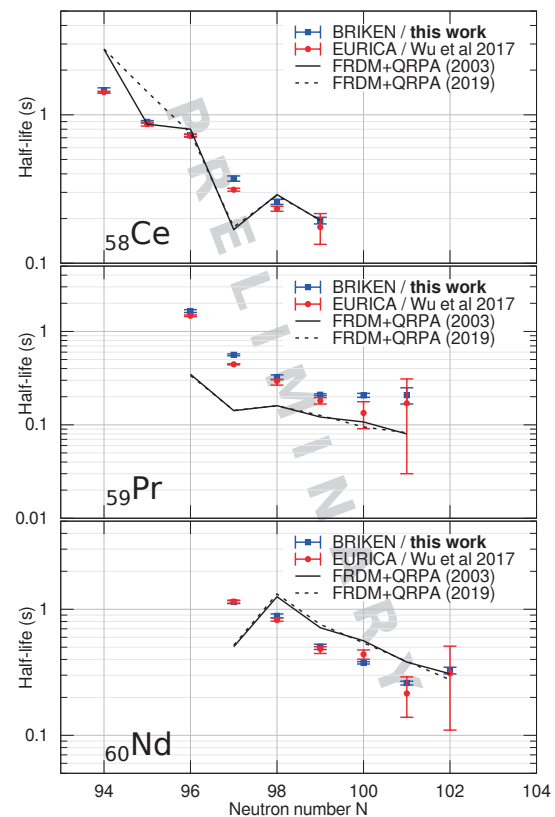 BRIKEN / this work
EURICA / Wu et al 2017
FRDM+QRPA (2003)
FRDM+QRPA (2019)
Half-life (s)
1
0.1
58Ce
BRIKEN / this work
EURICA / Wu et al 2017
FRDM+QRPA (2003)
FRDM+QRPA (2019)
Half-life (s)
1
0.1
0.01
59Pr
BRIKEN / this work
EURICA / Wu et al 2017
FRDM+QRPA (2003)
FRDM+QRPA (2019)
Half-life (s)
1
0.1
60Nd
94 96 98 100 102 104
Neutron number N
PRELIMINARY